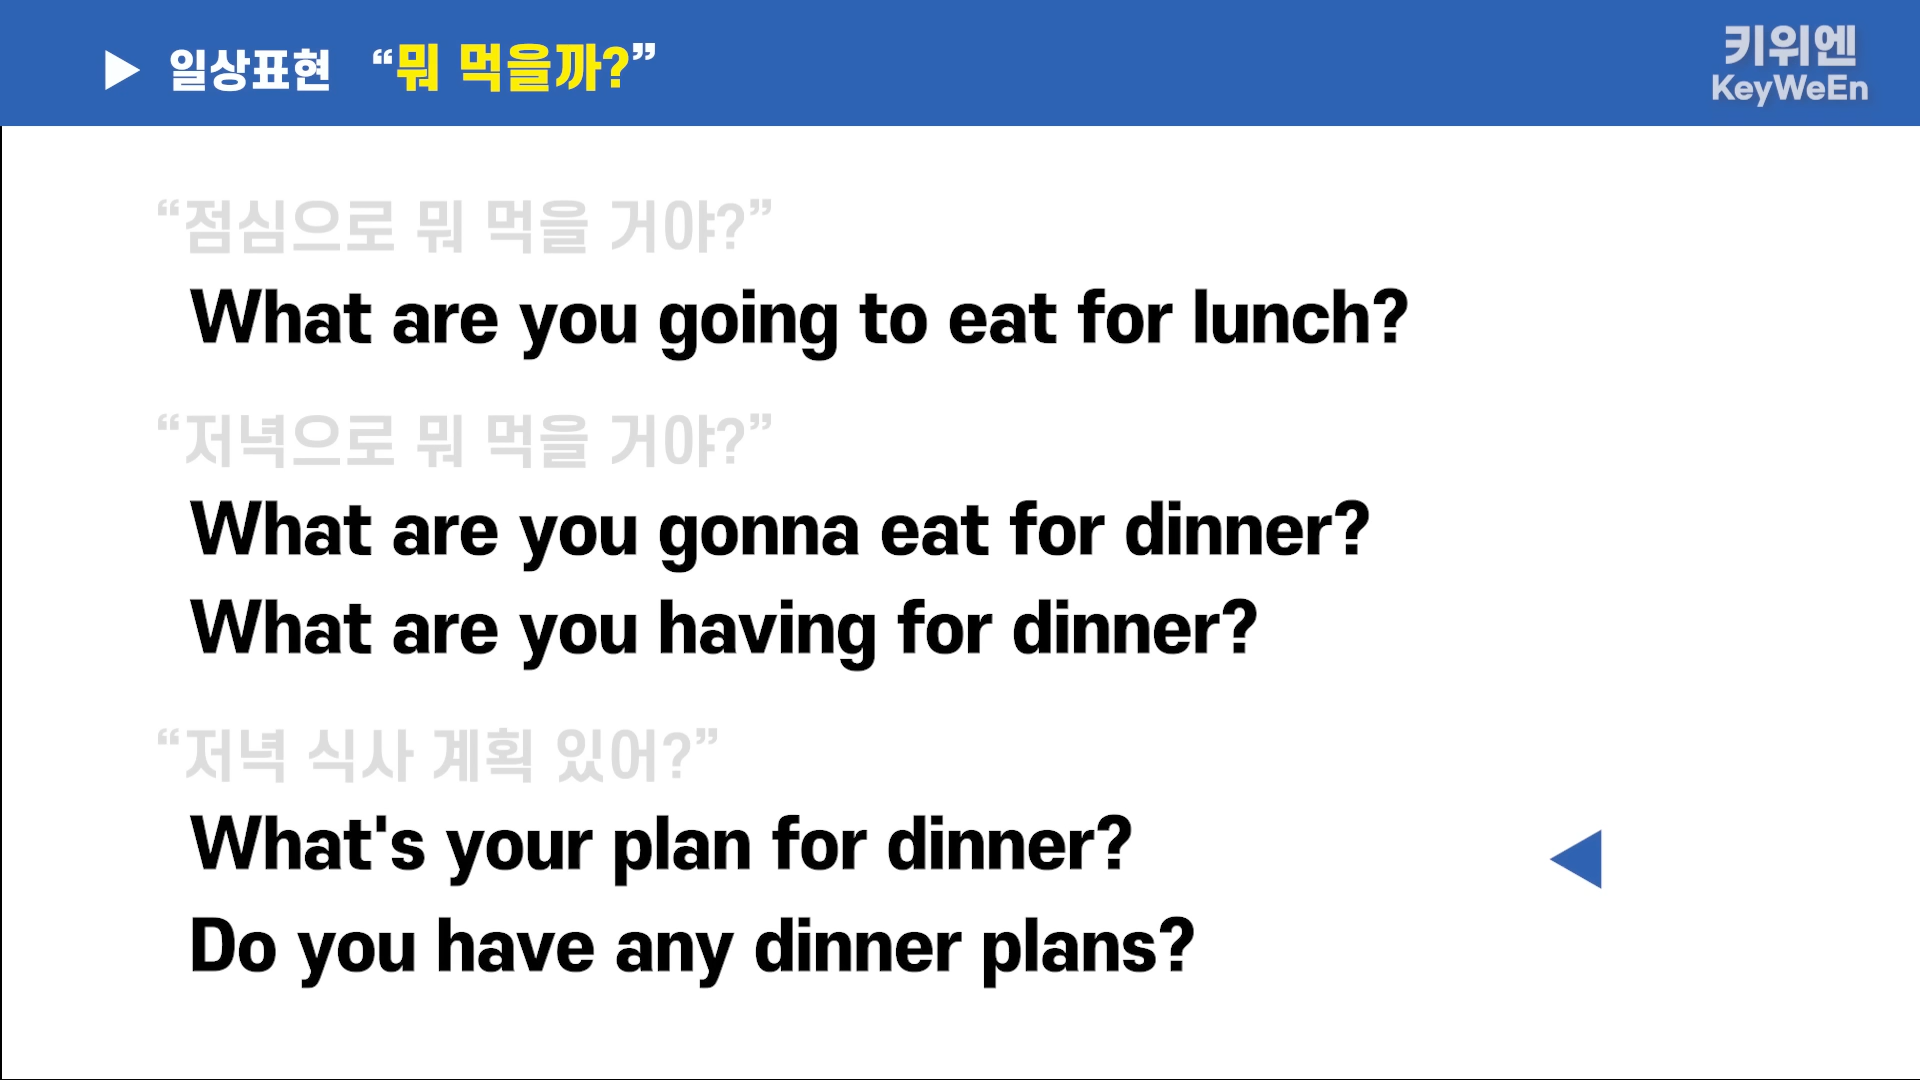 일상표현 “뭐 먹을까?”
키위엔
KeyWeEn
“점심으로 뭐 먹을 거야?”
What are you going to eat for lunch?
“저녁으로 뭐 먹을 거야?”
What are you gonna eat for dinner?
What are you having for dinner?
“저녁 식사 계획 있어?”
What's your plan for dinner?
Do you have any dinner plans?